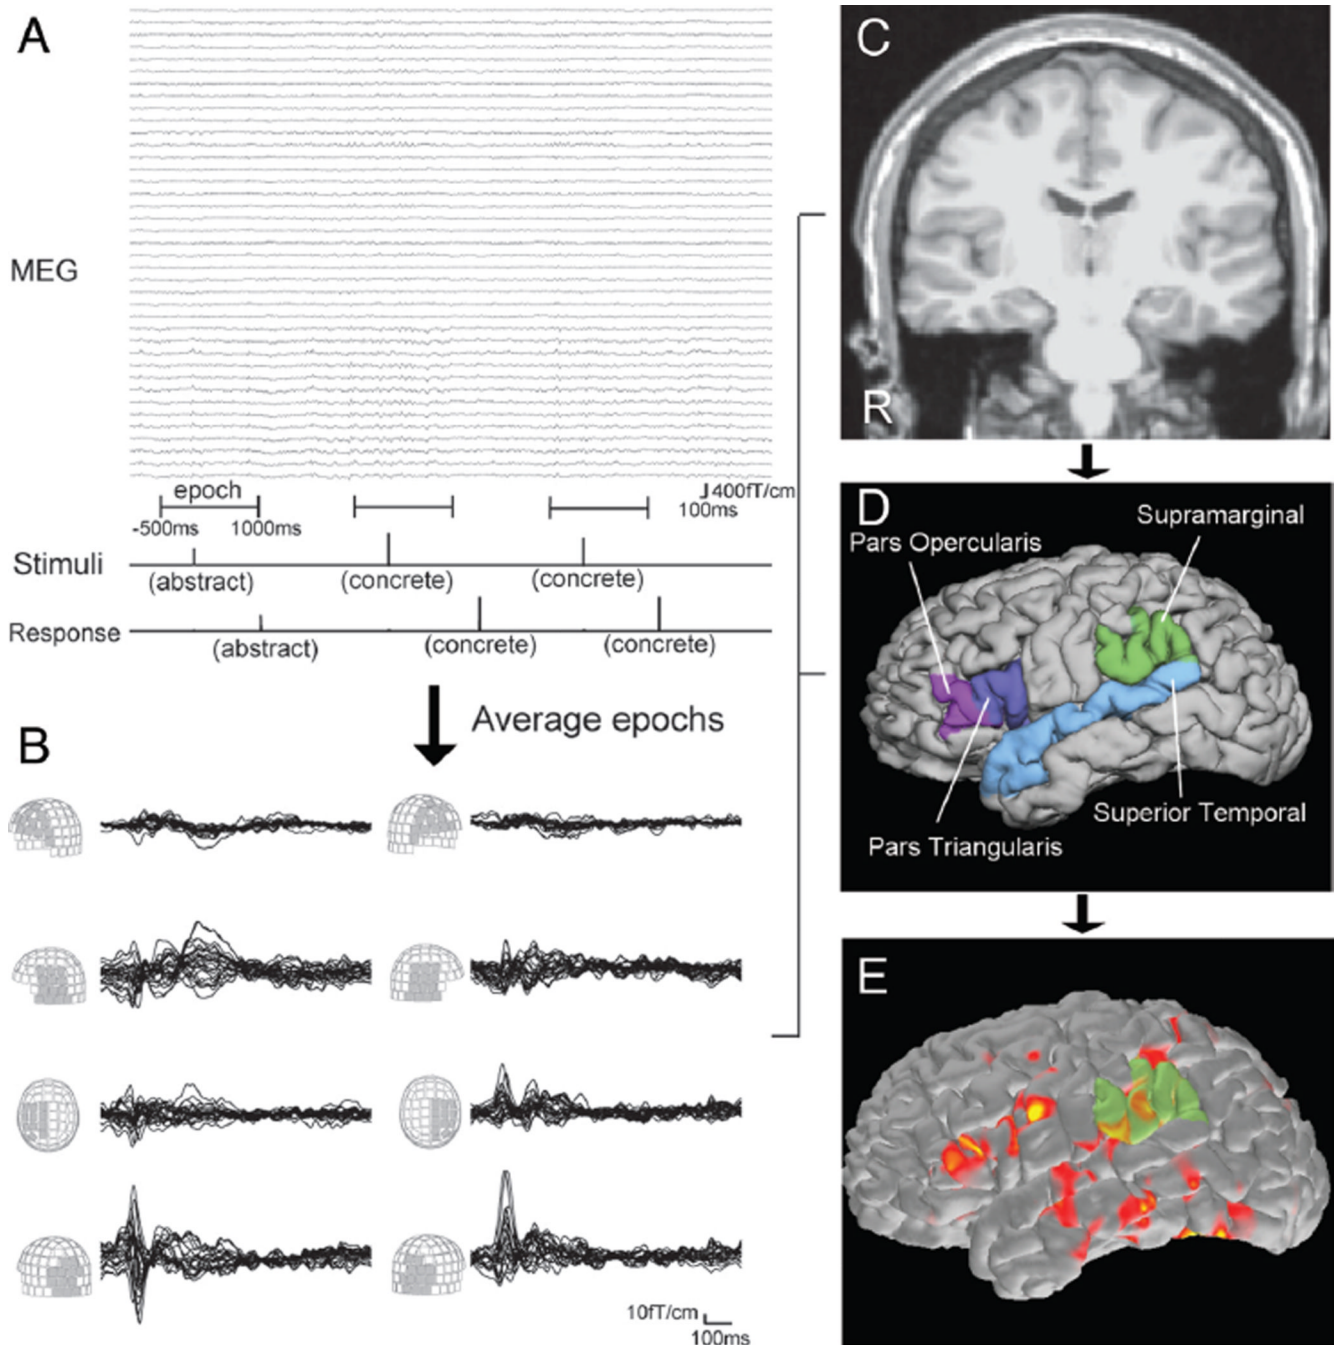 A
MEG
epoch
-500ms 1000ms
400fT/cm
100ms
Stimuli
(abstract) (concrete) (concrete)
Response
(abstract) (concrete) (concrete)
Average epochs
B
10fT/cm
100ms
C
R
D
Supramarginal
Pars Opercularis
Superior Temporal
Pars Triangularis
E